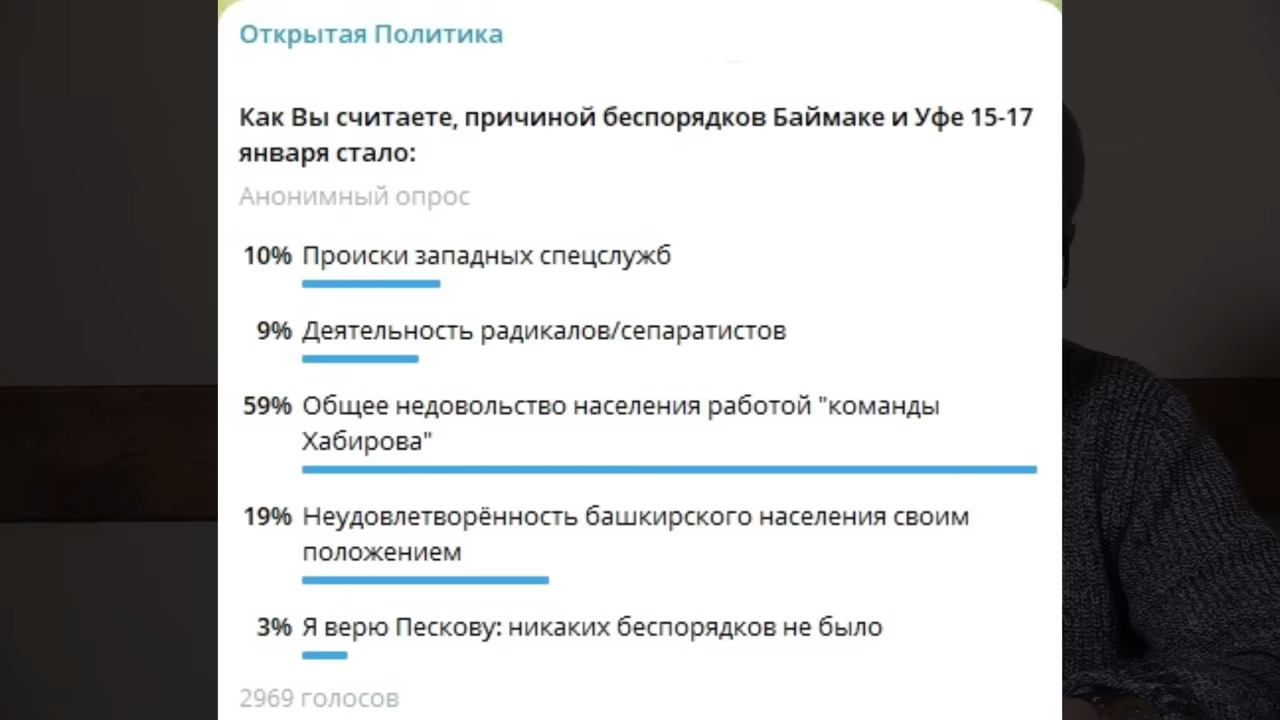 Открытая Политика
Как Вы считаете, причиной беспорядков Баймаке и Уфе 15-17
января стало:
Анонимный опрос
10% Происки западных спецслужб
9% Деятельность радикалов/сепаратистов
59% Общее недовольство населения работой "команды
Хабирова"
19% Неудовлетворённость башкирского населения своим
положением
3% Я верю Пескову: никаких беспорядков не было
2969 голосов